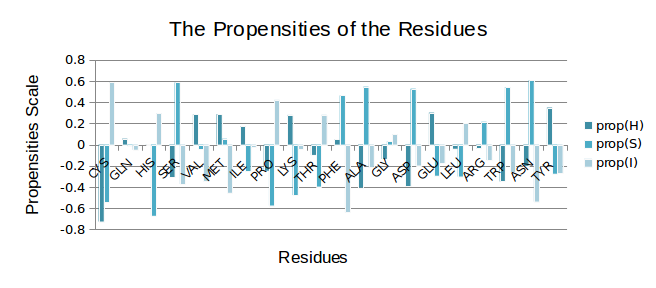 The Propensities of the Residues
Propensities Scale
0.8
0.6
0.4
0.2
0
-0.2
-0.4
-0.6
-0.8
CYS
GLN
HIS
SER
VAL
MET
ILE
PRO
LYS
THR
PHE
ALA
GLY
ASP
GLU
LEU
ARG
TRP
ASN
TYR
prop(H)
prop(S)
prop(I)
Residues